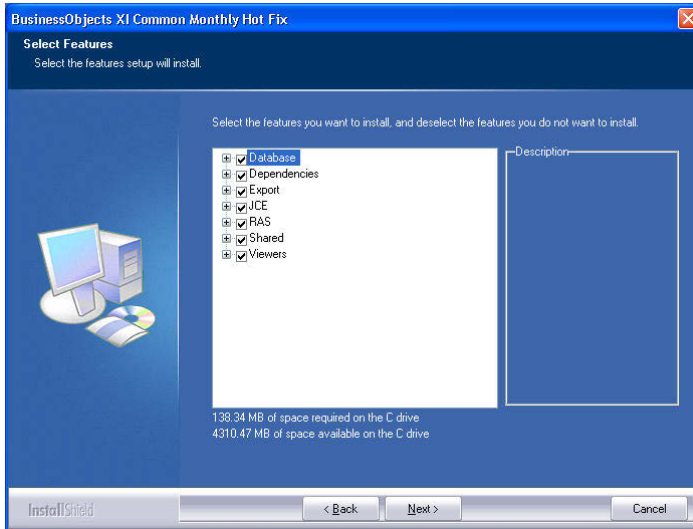 BusinessObjects XI Common Monthly Hot Fix
Select Features
Select the features setup will install.
Select the features you want to install, and deselect the features you do not want to install.
Database
Dependencies
Export
JCE
RAS
Shared
Viewers
Description
138.34 MB of space required on the C drive
4310.47 MB of space available on the C drive
InstallShield
< Back
Next >
Cancel